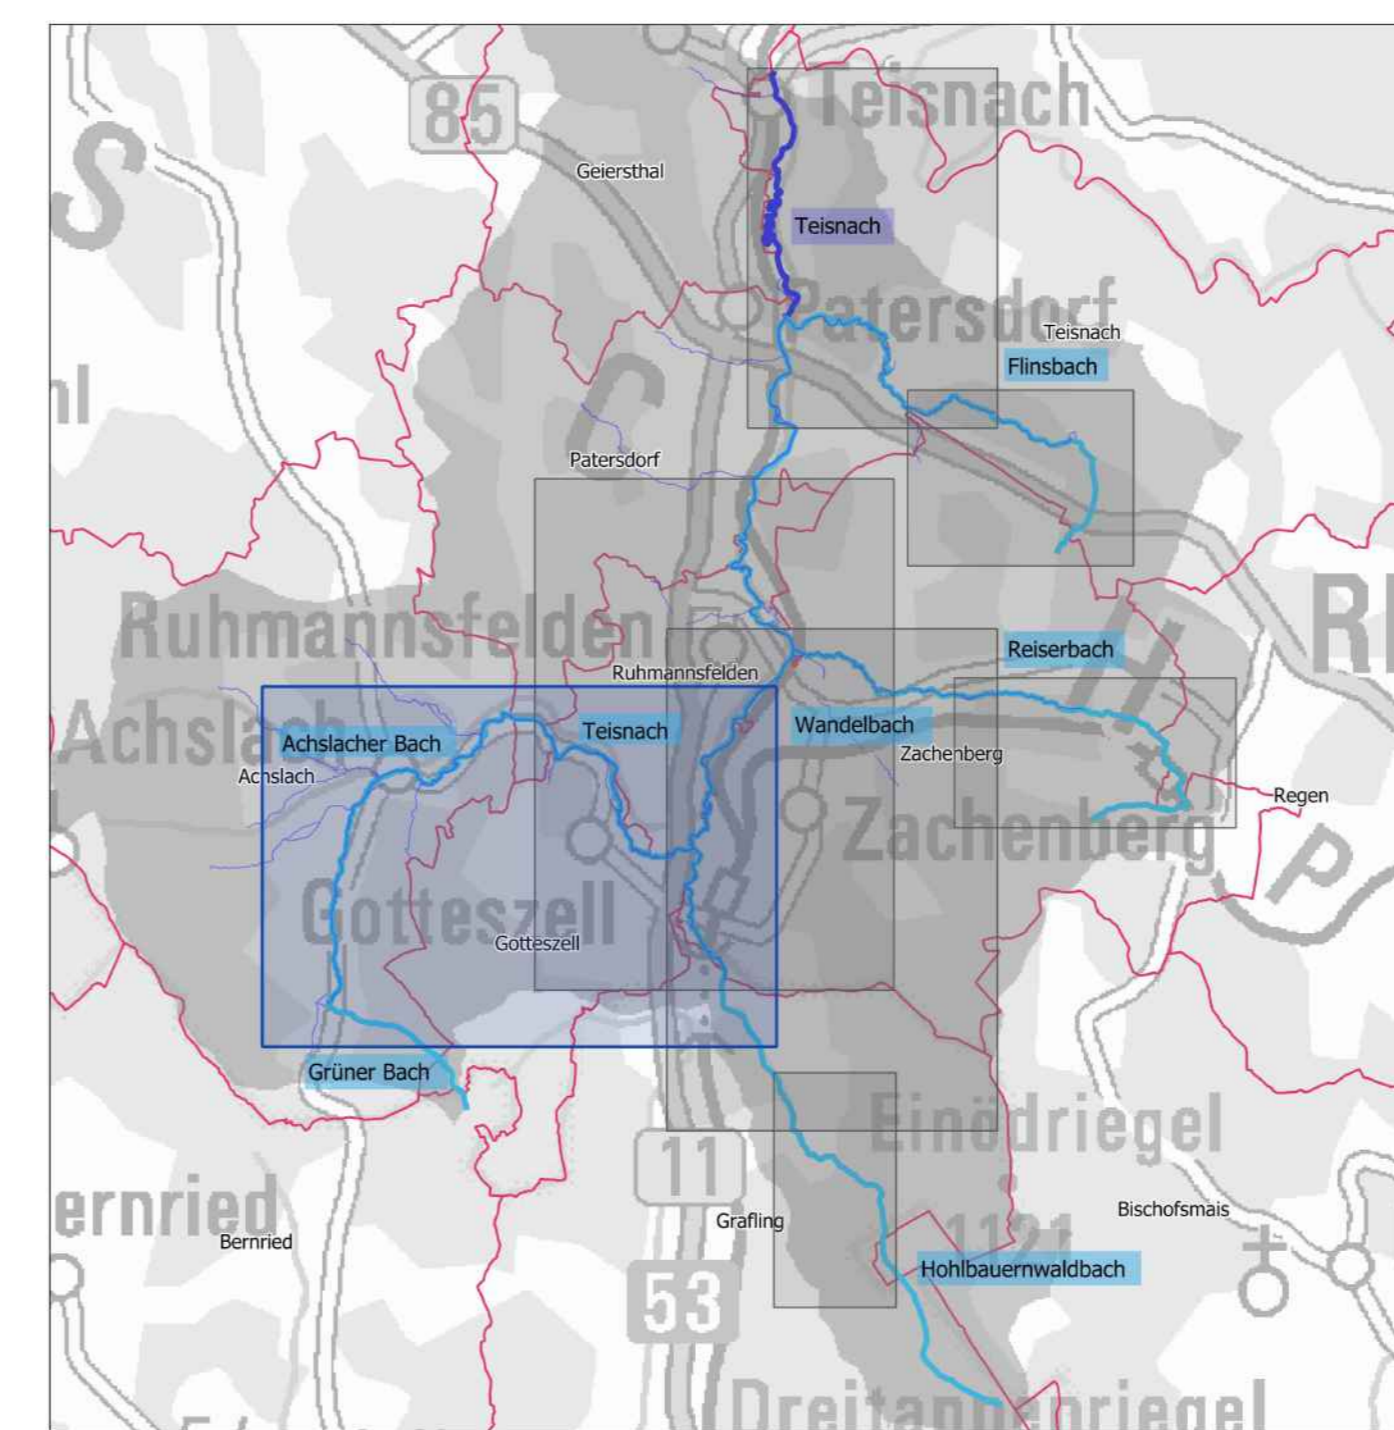 Teisnach
85
Geiersthal
Teisnach
Patersdorf
Teisnach
Flinsbach
C
Patersdorf
Ruhmannsfelden
Reiserbach
H
Ruhmannsfelden
Achslach
Teisnach
Wandelbach
Achslacher Bach
Zachenberg
Achslach
Regen
Zachenberg
P
Gotteszell
Gotteszell
Grüner Bach
Einödriegel
11
Bischofsmais
ernried
Grafling
Bernried
1121
Hohlbauernwaldbach
53
Dreitannenriegel
S
hl
R